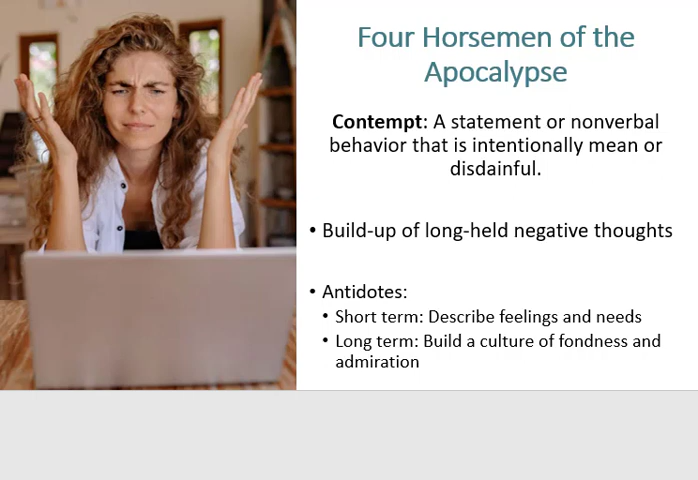 Four Horsemen of the
Apocalypse
Contempt: A statement or nonverbal
behavior that is intentionally mean or
disdainful.
• Build-up of long-held negative thoughts
• Antidotes:
• Short term: Describe feelings and needs
• Long term: Build a culture of fondness and
admiration